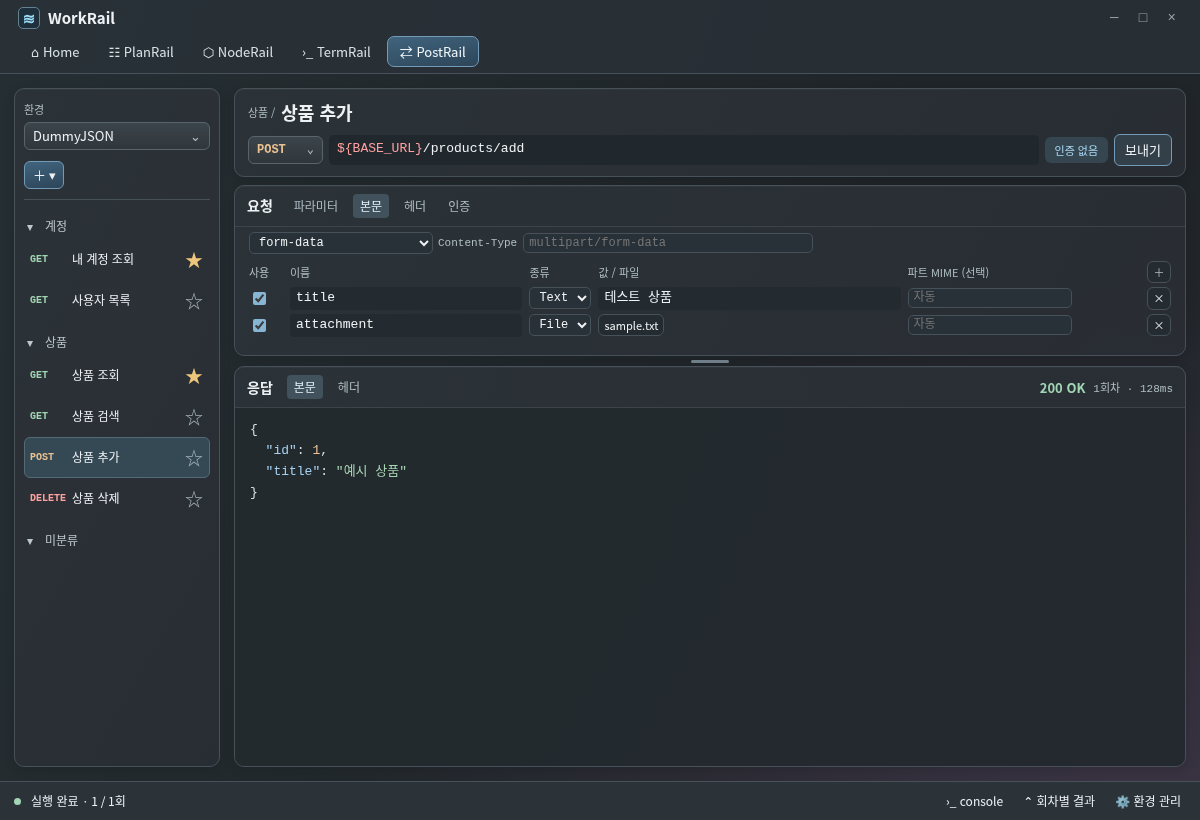 WorkRail
Home PlanRail NodeRail ›_ TermRail PostRail
환경
DummyJSON
계정
GET 내 계정 조회
GET 사용자 목록
상품
GET 상품 조회
GET 상품 검색
POST 상품 추가
DELETE 상품 삭제
미분류
상품 / 상품 추가
POST ${BASE_URL}/products/add 인증 없음 보내기
요청 파라미터 본문 헤더 인증
form-data Content-Type multipart/form-data
사용 이름 종류 값 / 파일 파트 MIME (선택) +
title Text 테스트 상품 자동 ×
attachment File sample.txt 자동 ×
응답 본문 헤더 200 OK 1회차 · 128ms
{
"id": 1,
"title": "예시 상품"
}
실행 완료 · 1 / 1회 ›_ console ⌃ 회차별 결과 환경 관리